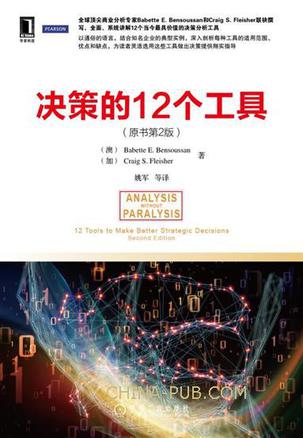 华章经管
PEARSON
全球顶尖商业分析专家Babette E. Bensoussan和Craig S. Fleisher联袂撰
写，全面、系统讲解12个当今最具价值的决策分析工具
以通俗的语言，结合知名企业的典型实例，深入剖析每种工具的适用范围、
优点和缺点，为读者灵活选用这些工具做出决策提供翔实指导
决策的12个工具
（原书第2版）
（澳） Babette E. Bensoussan
（加） Craig S. Fleisher
著
姚军 等译
ANALYSIS
WITHOUT
PARALYSIS
12 Tools to Make Better Strategic Decisions
Second Edition
CHINA-PUB.COM